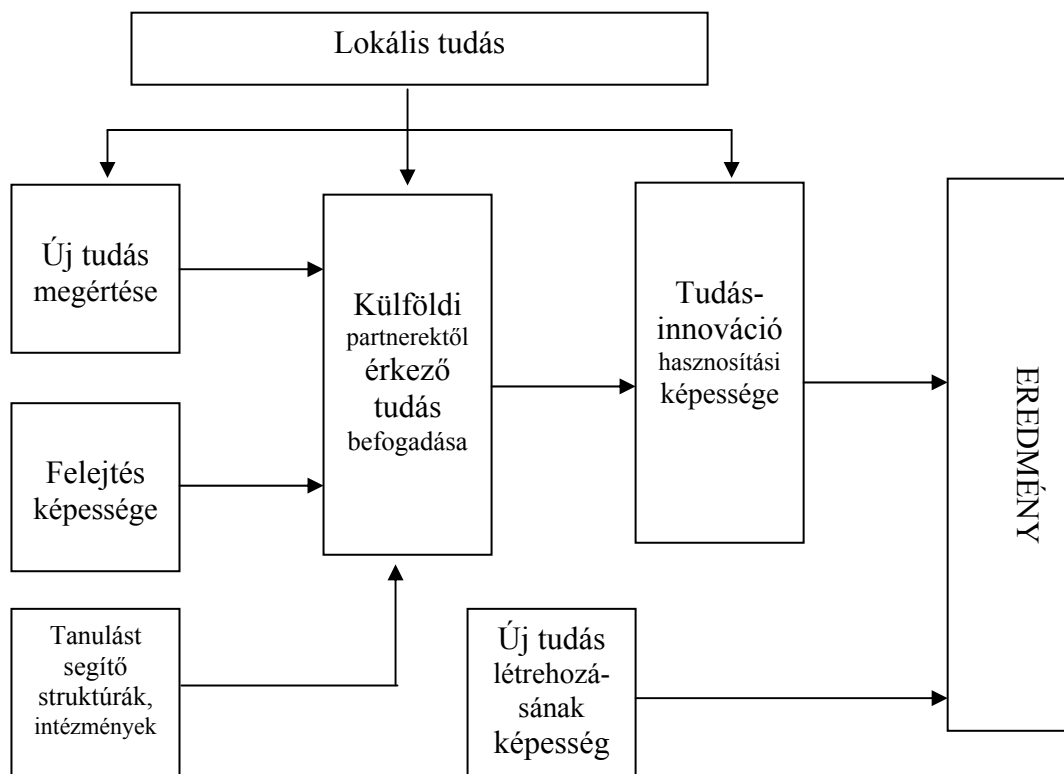 Lokális tudás
Új tudás
megértése
Külföldi
partnerektől
érkező
tudás
befogadása
Tudás-
innováció
hasznosítási
képessége
EREDMÉNY
Felejtés
képessége
Tanulást
segítő
struktúrák,
intézmények
Új tudás
létrehozá-
sának
képesség